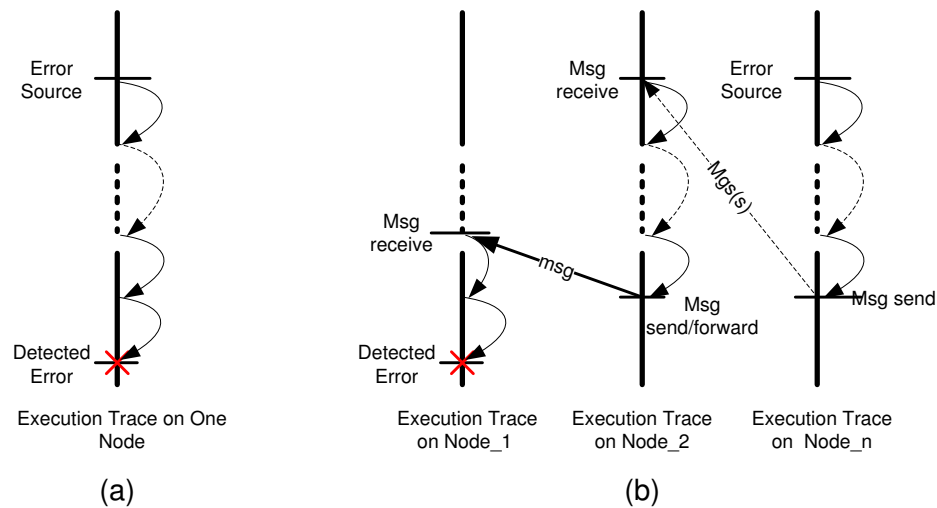 Error
Source
Detected
Error
Execution Trace on One
Node
(a)
Msg
receive
Error
Source
Mgs(s)
Msg
receive
msg
Msg
send/forward
Msg send
Detected
Error
Execution Trace
on Node_1
Execution Trace
on Node_2
Execution Trace
on Node_n
(b)